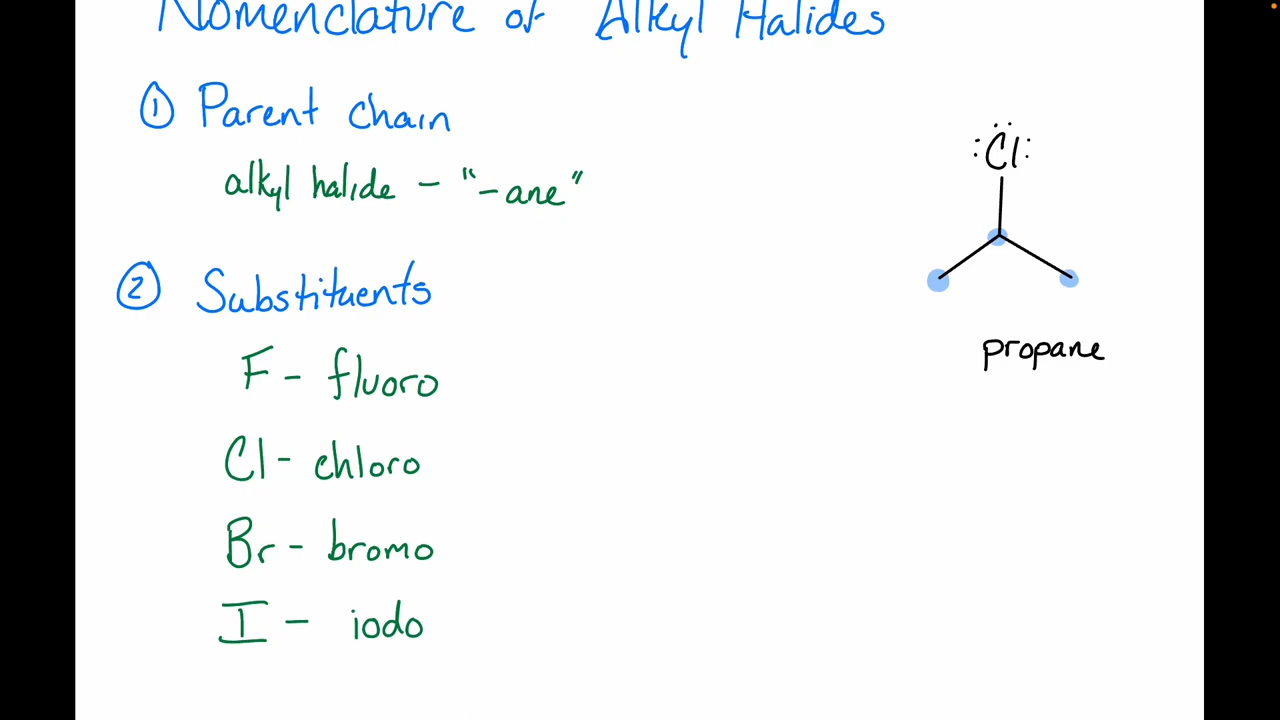 Nomenclature of Alkyl Halides
① Parent chain
alkyl halide – "-ane"
② Substituents
F – fluoro
Cl – chloro
Br – bromo
I – iodo
:Cl:
propane